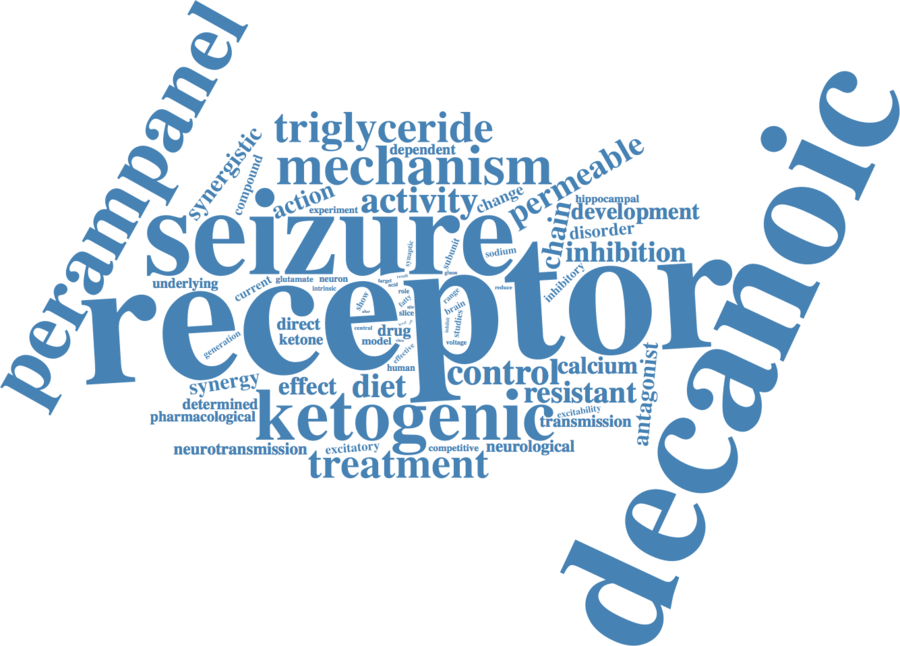 perampanel
decanoic
triglyceride
dependent
mechanism
synergistic
compound
action
experiment
activity
change
permeable
hippocampal
development
chain
disorder
seizure
synaptic
subunit
sodium
inhibition
inhibitory
receptor
underlying
current
glutamate
neuron
intrinsic
target
result
acid
role
show
fatty
slice
range
brain
studies
reduce
voltage
direct
ketone
central
drug
model
effective
human
generation
synergy
effect
diet
control
calcium
resistant
antagonist
determined
pharmacological
ketogenic
excitability
transmission
neurotransmission
excitatory
competitive
neurological
treatment